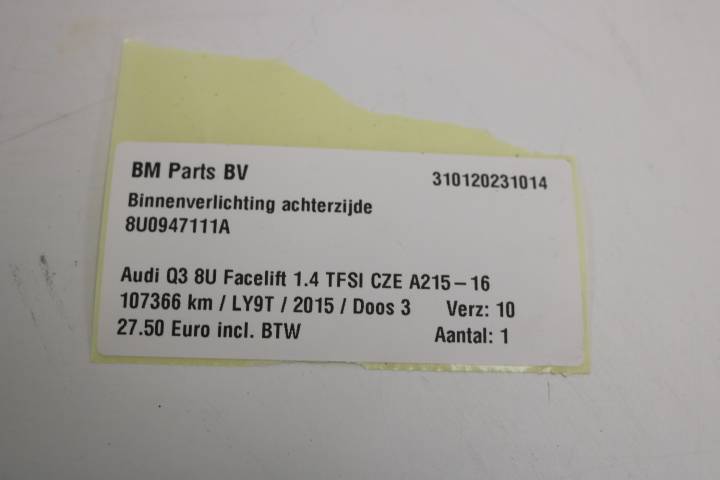 BM Parts BV 310120231014
Binnenverlichting achterzijde
8U0947111A
Audi Q3 8U Facelift 1.4 TFSI CZE A215-16
107366 km / LY9T / 2015 / Doos 3 Verz: 10
27.50 Euro incl. BTW Aantal: 1